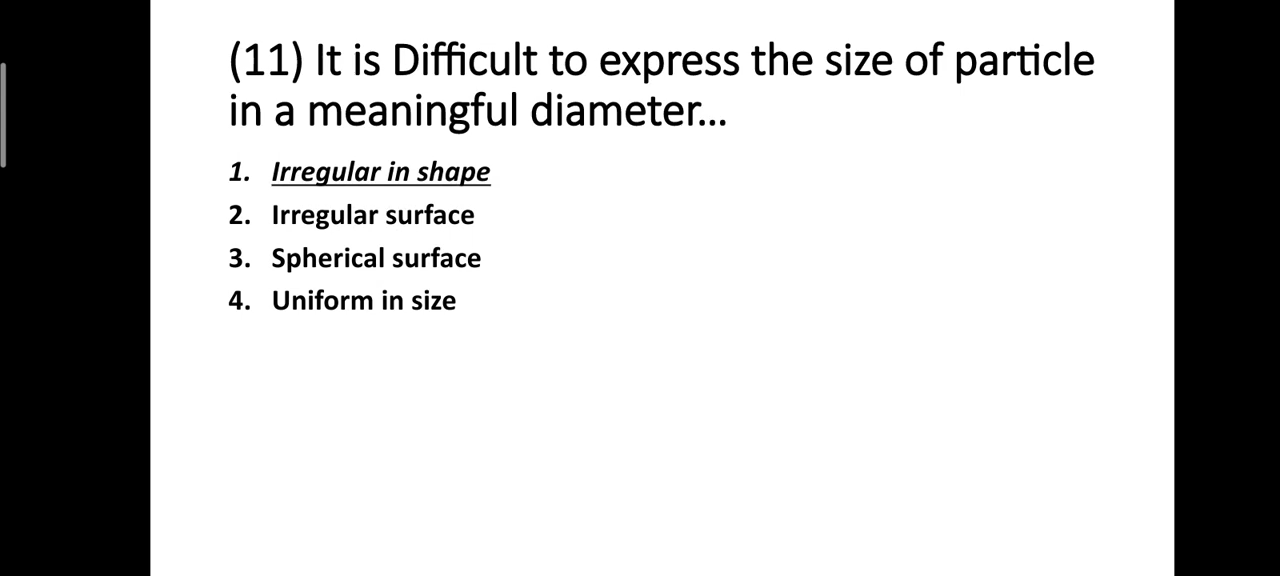 (11) It is Difficult to express the size of particle
in a meaningful diameter...
1. Irregular in shape
2. Irregular surface
3. Spherical surface
4. Uniform in size